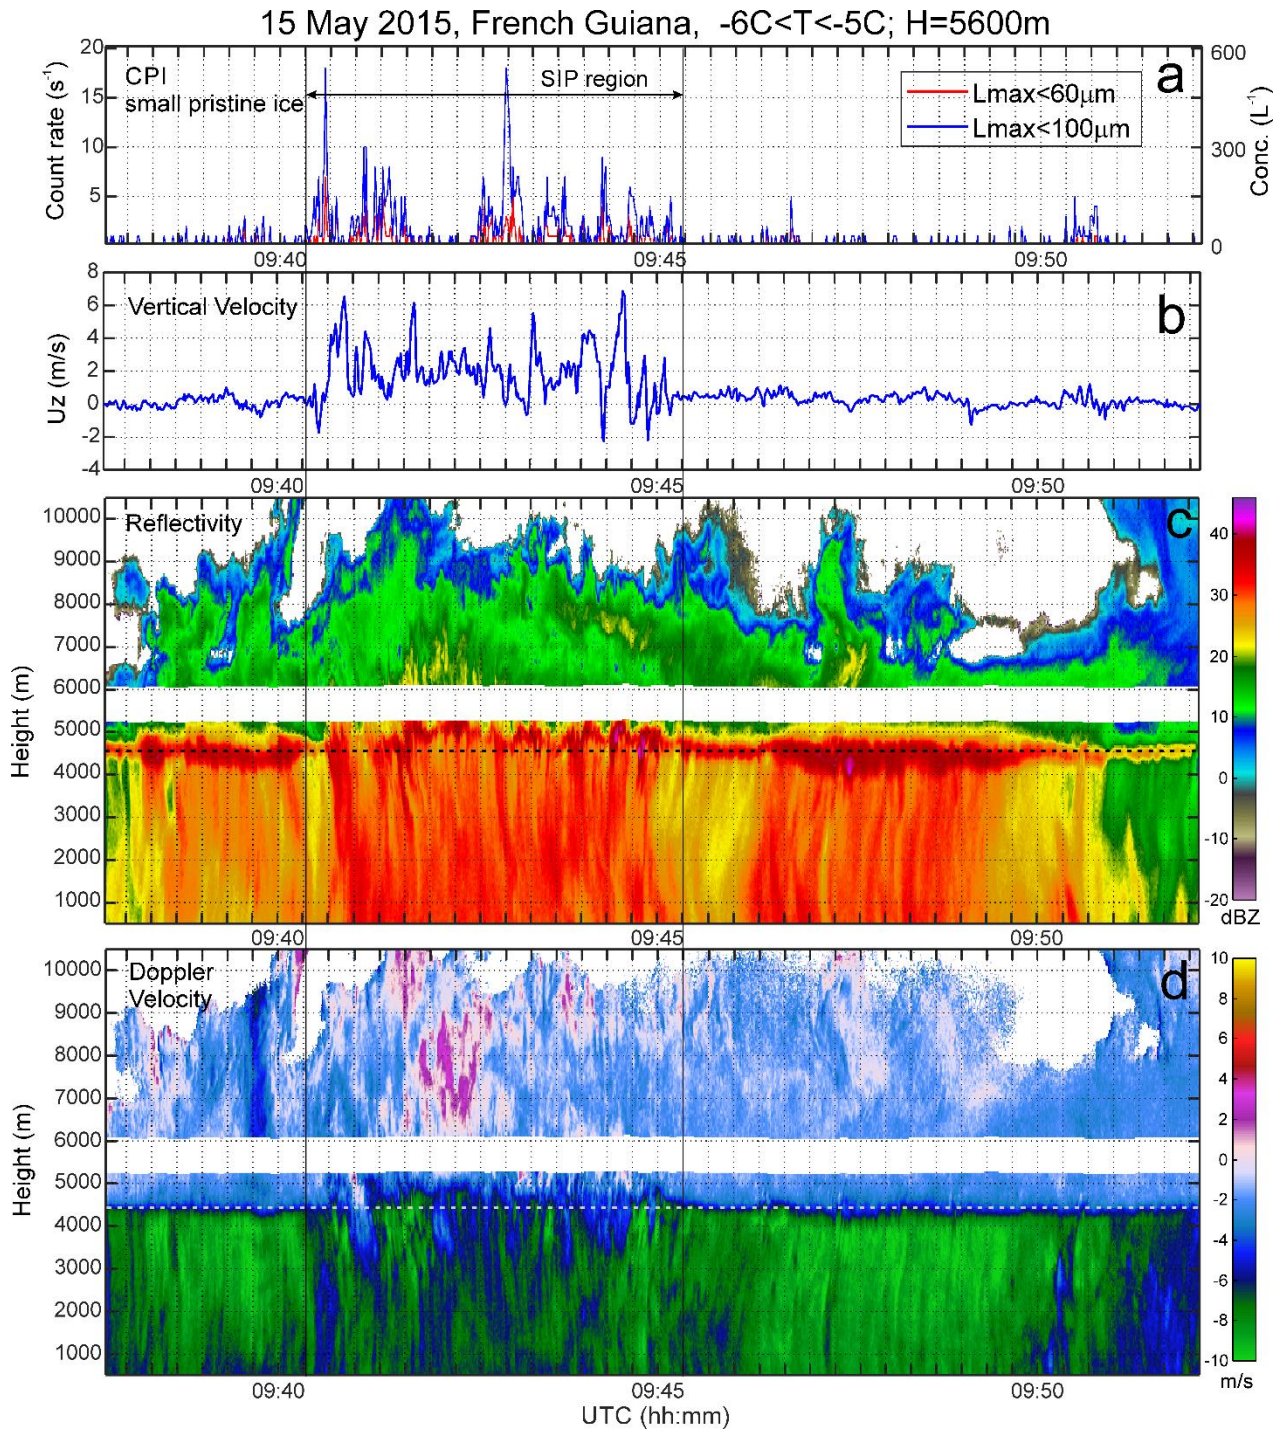 15 May 2015, French Guiana, -6C<T<-5C; H=5600m
a
CPI
small pristine ice
SIP region
Lmax<60μm
Lmax<100μm
Count rate (s⁻¹)
20
15
10
5
Conc. (L⁻¹)
600
300
0
09:40 09:45 09:50
b
Vertical Velocity
Uz (m/s)
8
6
4
2
0
-2
-4
09:40 09:45 09:50
c
Reflectivity
Height (m)
10000
9000
8000
7000
6000
5000
4000
3000
2000
1000
40
30
20
10
0
-10
-20
dBZ
09:40 09:45 09:50
d
Doppler
Velocity
Height (m)
10000
9000
8000
7000
6000
5000
4000
3000
2000
1000
10
8
6
4
2
0
-2
-4
-6
-8
-10
m/s
09:40 09:45 09:50
UTC (hh:mm)